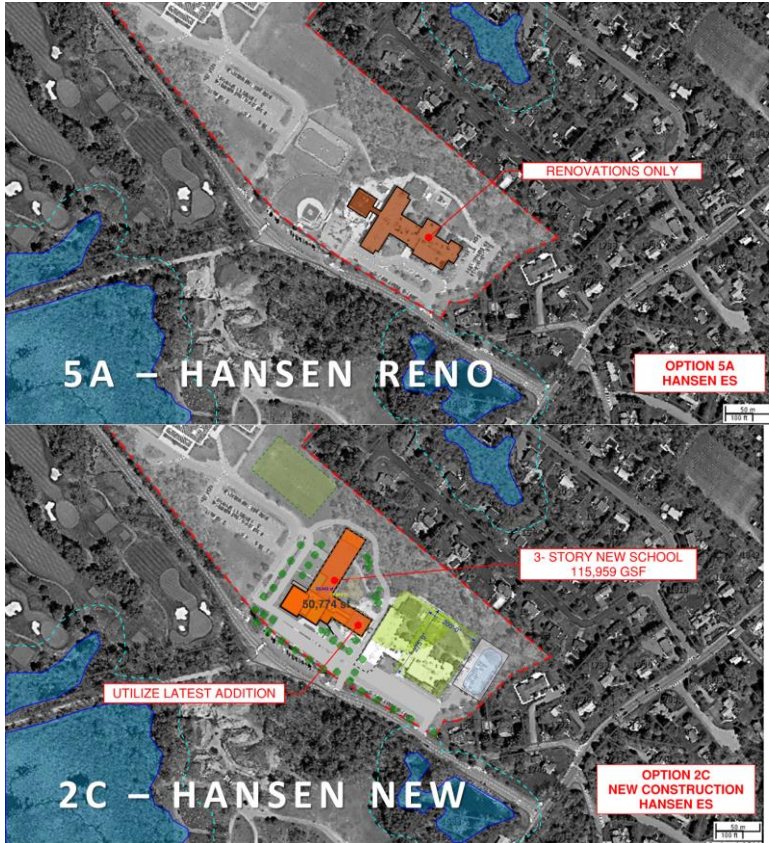 RENOVATIONS ONLY
5A – HANSEN RENO
OPTION 5A
HANSEN ES
50 m
100 ft
3- STORY NEW SCHOOL
115,959 GSF
50,774 sf
UTILIZE LATEST ADDITION
2C – HANSEN NEW
OPTION 2C
NEW CONSTRUCTION
HANSEN ES
50 m
100 ft